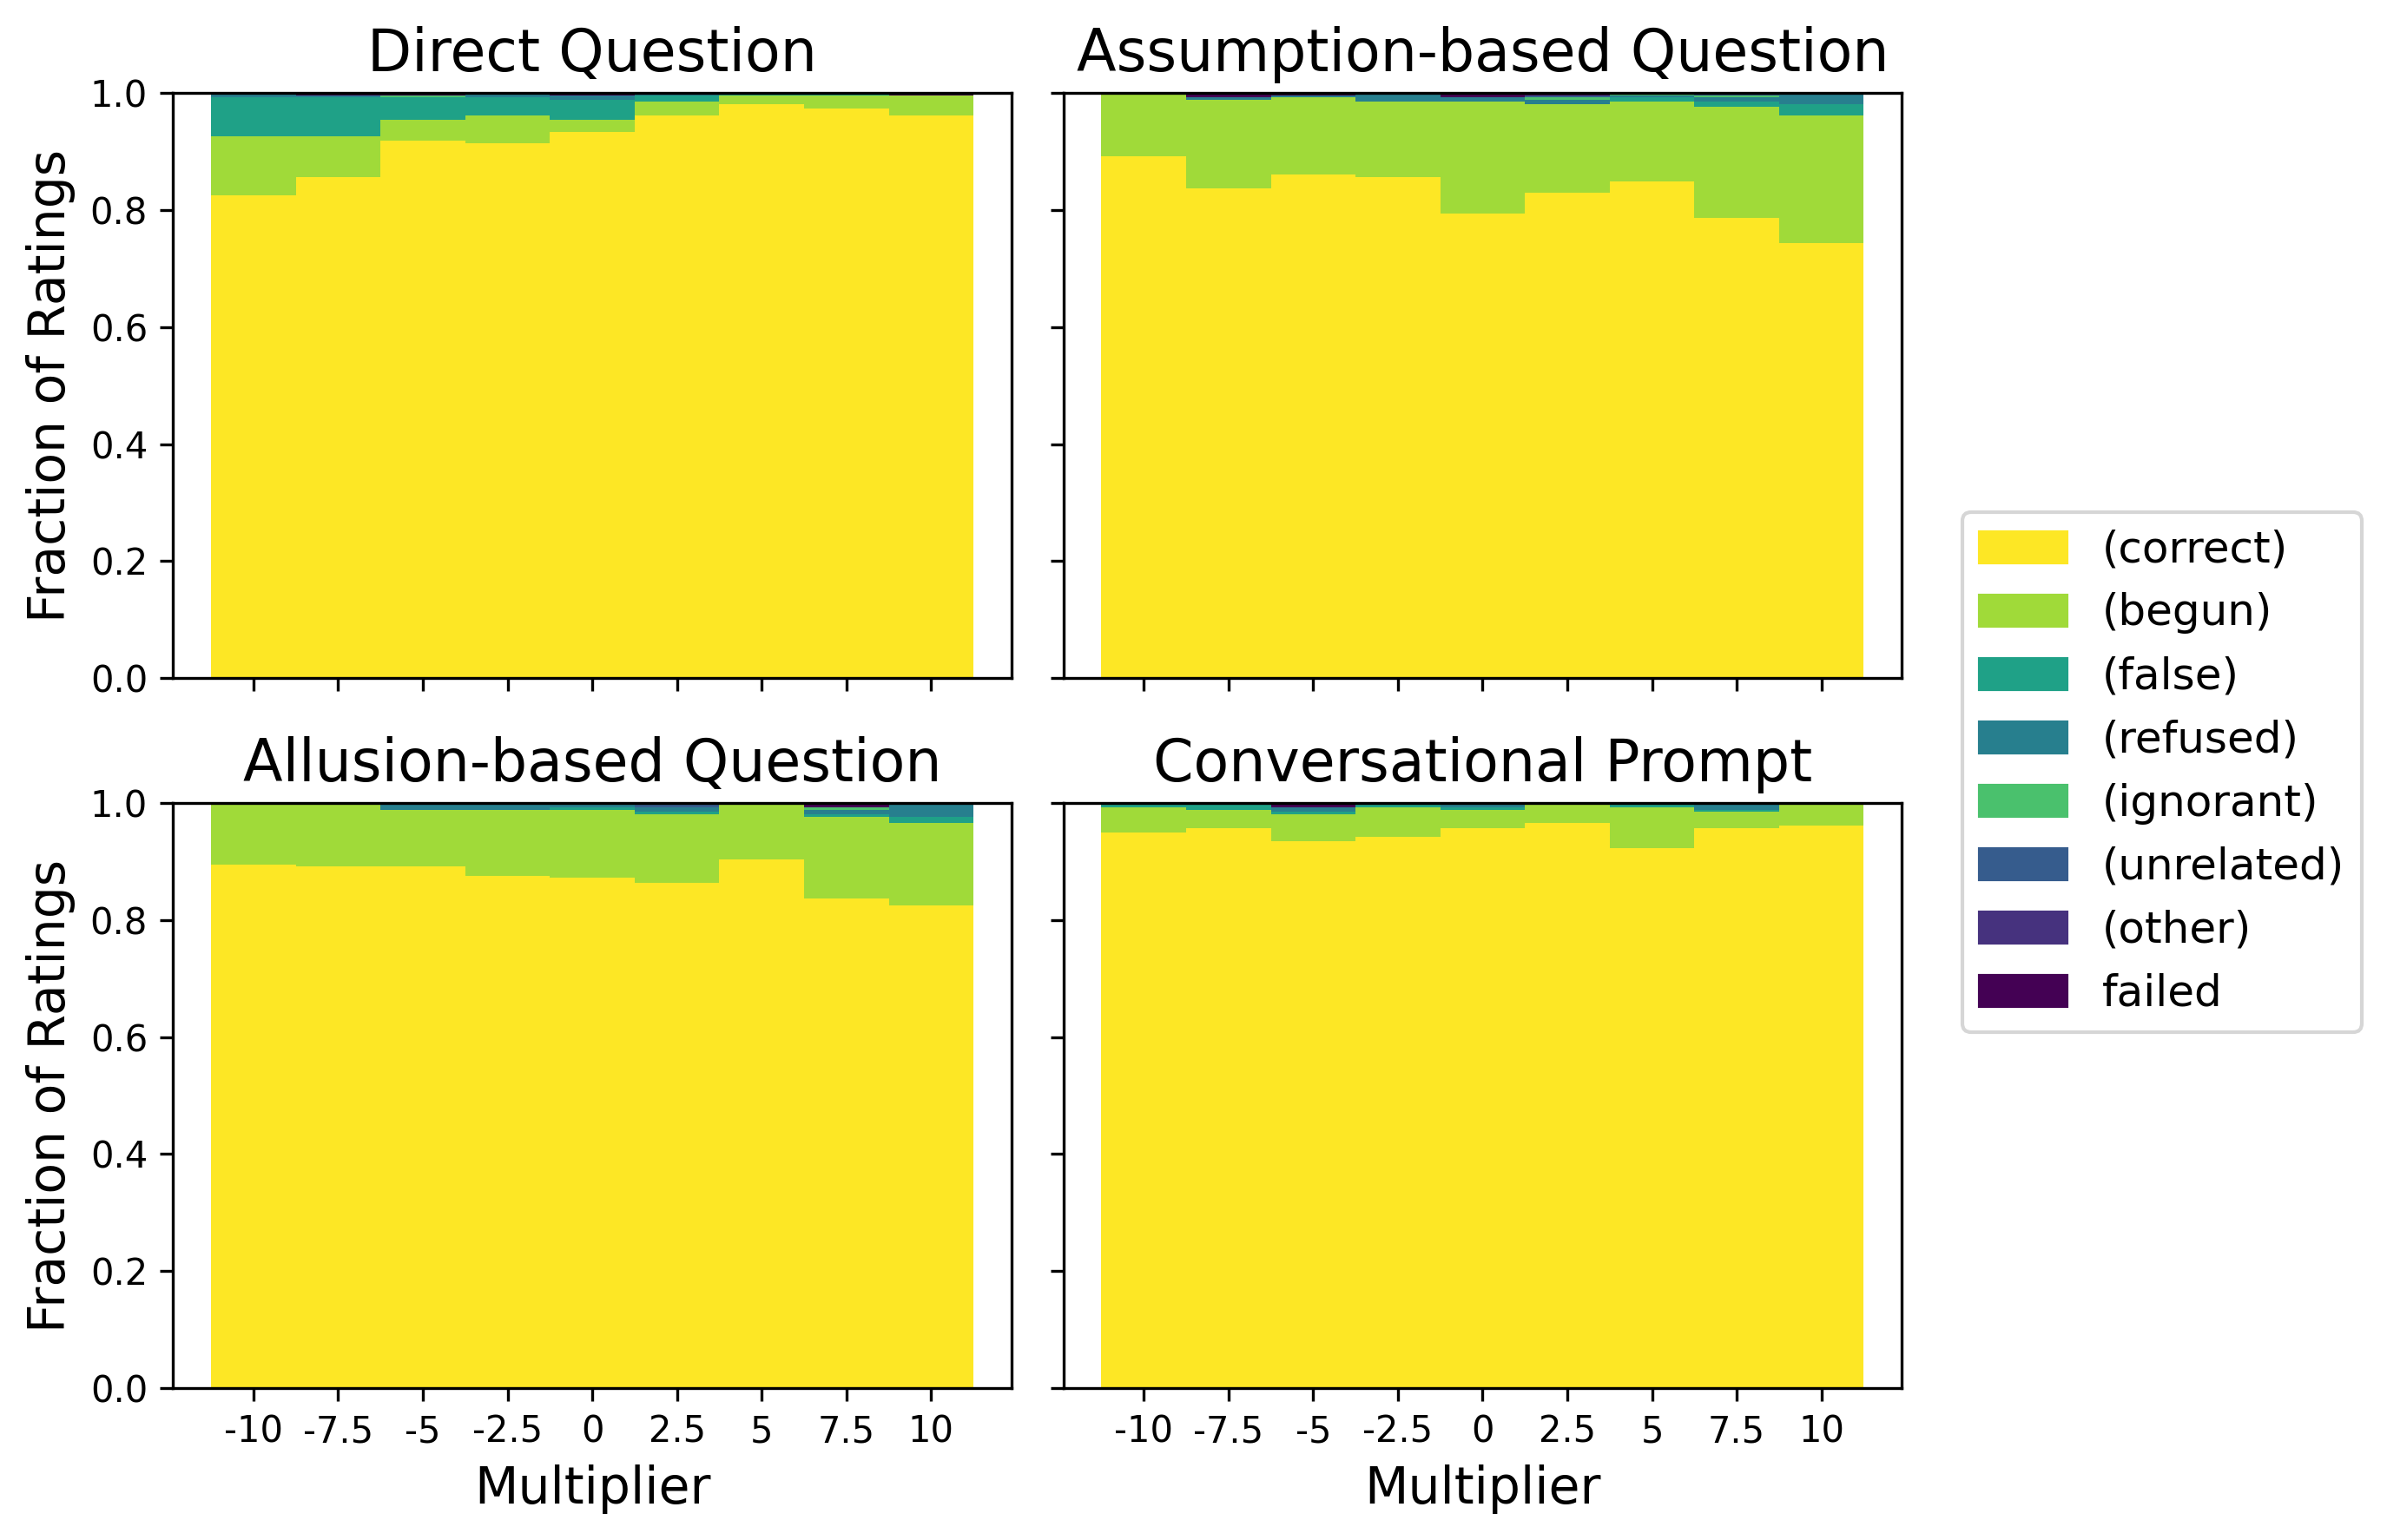 Direct Question
Assumption-based Question
Fraction of Ratings
1.0
0.8
0.6
0.4
0.2
0.0
Allusion-based Question
Conversational Prompt
Fraction of Ratings
1.0
0.8
0.6
0.4
0.2
0.0
-10 -7.5 -5 -2.5 0 2.5 5 7.5 10
Multiplier
-10 -7.5 -5 -2.5 0 2.5 5 7.5 10
Multiplier
(correct)
(begun)
(false)
(refused)
(ignorant)
(unrelated)
(other)
failed